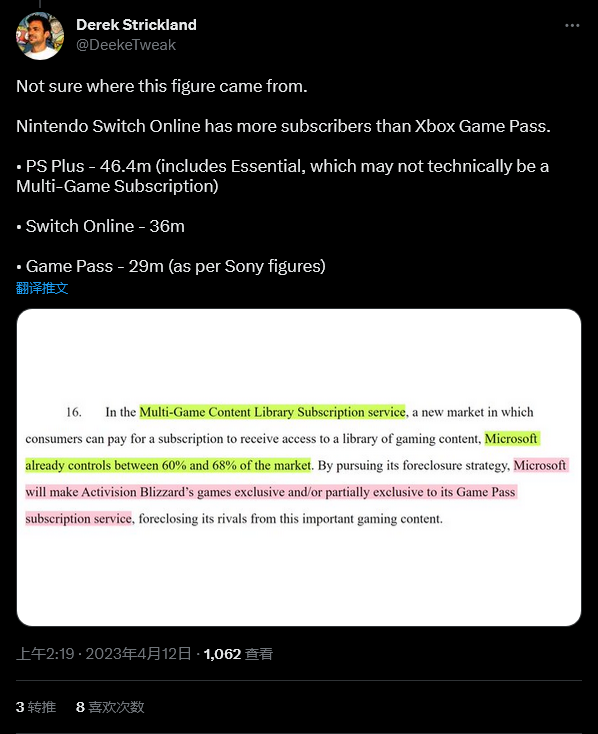 Derek Strickland
@DeekeTweak
Not sure where this figure came from.
Nintendo Switch Online has more subscribers than Xbox Game Pass.
• PS Plus - 46.4m (includes Essential, which may not technically be a
Multi-Game Subscription)
• Switch Online - 36m
• Game Pass - 29m (as per Sony figures)
翻译推文
16. In the Multi-Game Content Library Subscription service, a new market in which
consumers can pay for a subscription to receive access to a library of gaming content, Microsoft
already controls between 60% and 68% of the market. By pursuing its foreclosure strategy, Microsoft
will make Activision Blizzard's games exclusive and/or partially exclusive to its Game Pass
subscription service, foreclosing its rivals from this important gaming content.
上午2:19 · 2023年4月12日 · 1,062 查看
3 转推 8 喜欢次数